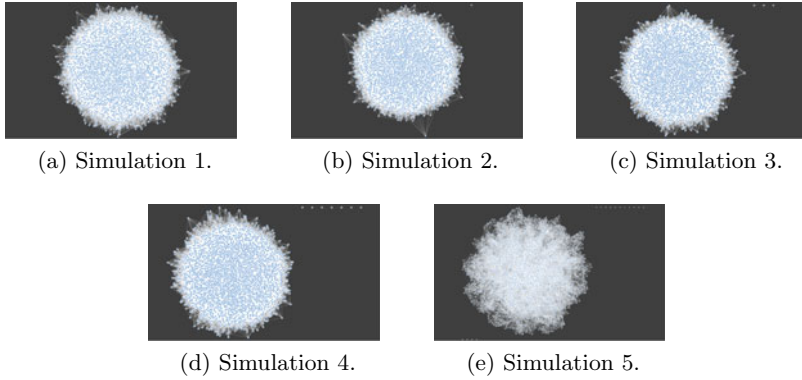 (a) Simulation 1.
(b) Simulation 2.
(c) Simulation 3.
(d) Simulation 4.
(e) Simulation 5.